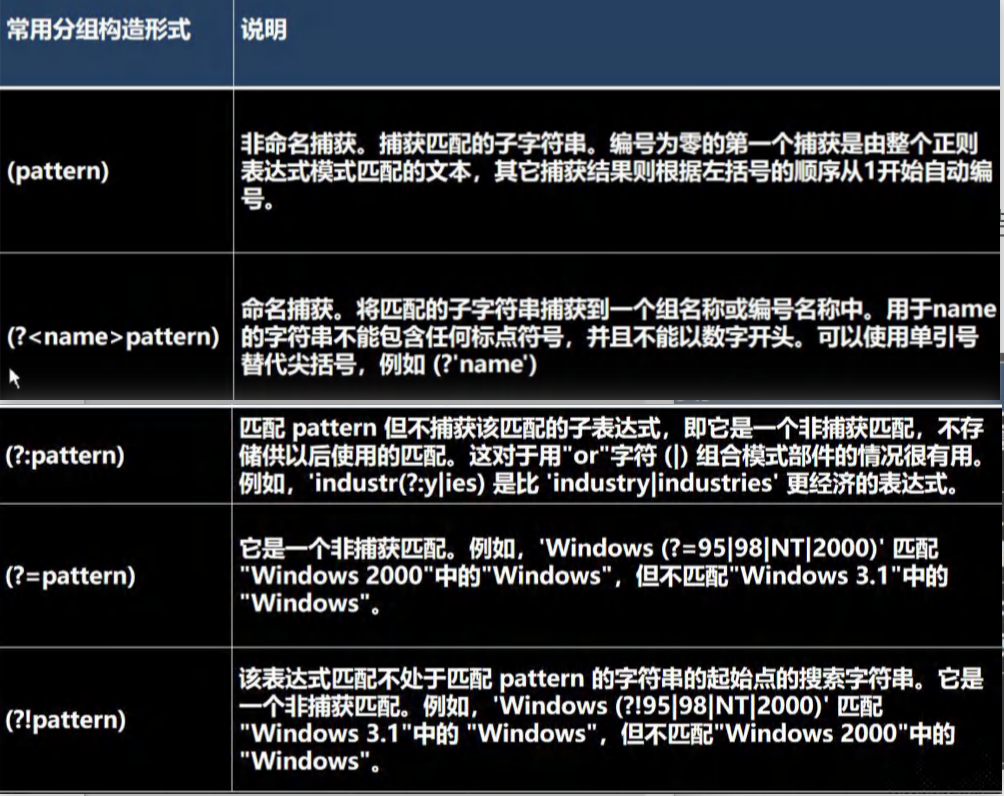 常用分组构造形式 说明
(pattern)
非命名捕获。捕获匹配的子字符串。编号为零的第一个捕获是由整个正则
表达式模式匹配的文本，其它捕获结果则根据左括号的顺序从1开始自动编
号。
(?<name>pattern)
命名捕获。将匹配的子字符串捕获到一个组名称或编号名称中。用于name
的字符串不能包含任何标点符号，并且不能以数字开头。可以使用单引号
替代尖括号，例如 (?'name')
(?:pattern)
匹配 pattern 但不捕获该匹配的子表达式，即它是一个非捕获匹配，不存
储供以后使用的匹配。这对于用"or"字符 (|) 组合模式部件的情况很有用。
例如，'industr(?:y|ies) 是比 'industry|industries' 更经济的表达式。
(?=pattern)
它是一个非捕获匹配。例如，'Windows (?=95|98|NT|2000)' 匹配
"Windows 2000"中的"Windows"，但不匹配"Windows 3.1"中的
"Windows"。
(?!pattern)
该表达式匹配不处于匹配 pattern 的字符串的起始点的搜索字符串。它是
一个非捕获匹配。例如，'Windows (?!95|98|NT|2000)' 匹配
"Windows 3.1"中的 "Windows"，但不匹配"Windows 2000"中的
"Windows"。